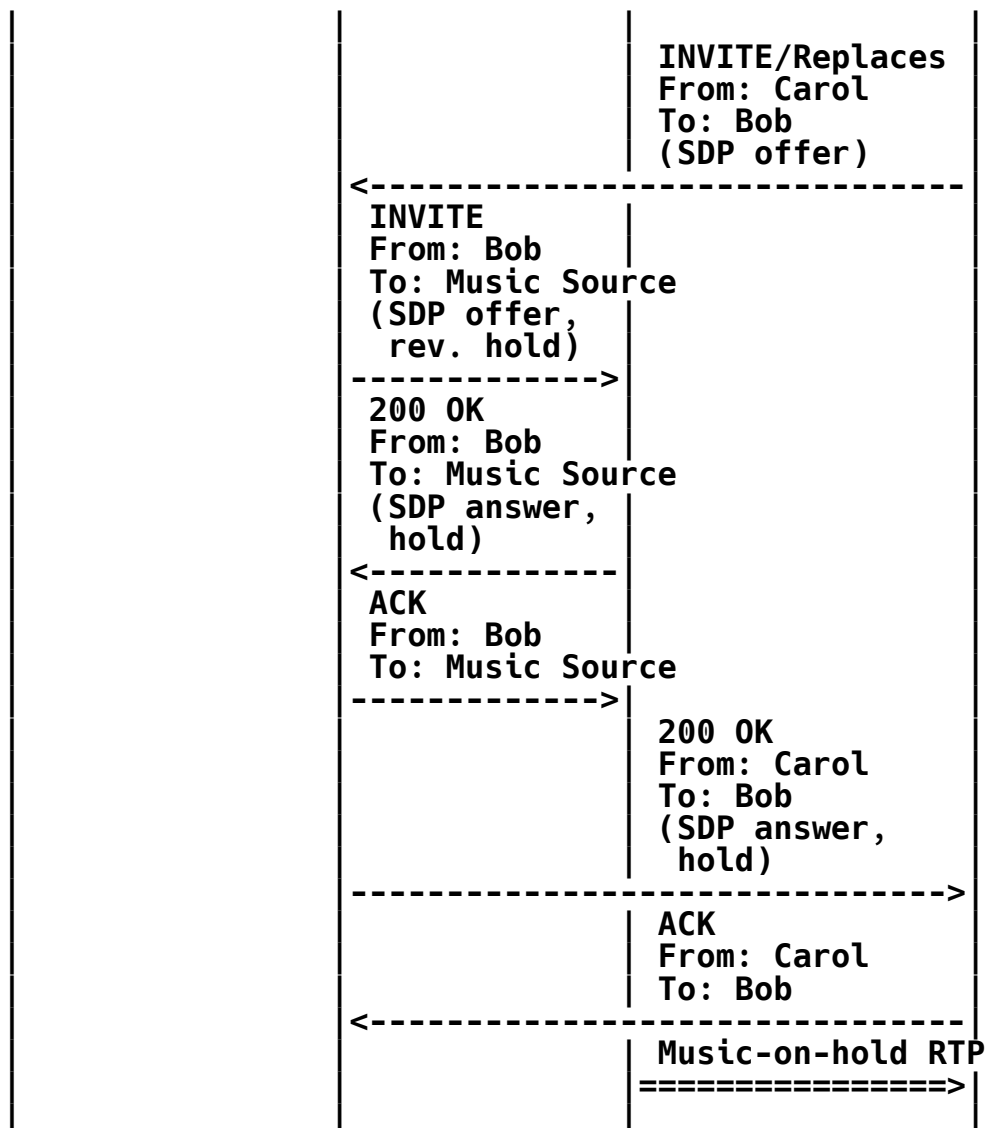 INVITE/Replaces
From: Carol
To: Bob
(SDP offer)
<-------------------------------
INVITE
From: Bob
To: Music Source
(SDP offer,
rev. hold)
------------->
200 OK
From: Bob
To: Music Source
(SDP answer,
hold)
<-------------
ACK
From: Bob
To: Music Source
------------->
200 OK
From: Carol
To: Bob
(SDP answer,
hold)
------------------------------->
ACK
From: Carol
To: Bob
<-------------------------------
Music-on-hold RTP
================>